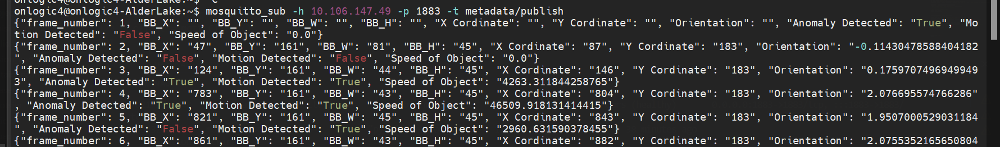 onlogic4@onlogic4-AlderLake:~$ ^C
onlogic4@onlogic4-AlderLake:~$ mosquitto_sub -h 10.106.147.49 -p 1883 -t metadata/publish
{"frame_number": 1, "BB_X": "", "BB_Y": "", "BB_W": "", "BB_H": "", "X Cordinate": "", "Y Cordinate": "", "Orientation": "", "Anomaly Detected": "True", "Mo
tion Detected": "False", "Speed of Object": "0.0"}
{"frame_number": 2, "BB_X": "47", "BB_Y": "161", "BB_W": "81", "BB_H": "45", "X Cordinate": "87", "Y Cordinate": "183", "Orientation": "-0.11430478588404182
", "Anomaly Detected": "False", "Motion Detected": "False", "Speed of Object": "0.0"}
{"frame_number": 3, "BB_X": "124", "BB_Y": "161", "BB_W": "44", "BB_H": "45", "X Cordinate": "146", "Y Cordinate": "183", "Orientation": "0.1759707496949949
3", "Anomaly Detected": "True", "Motion Detected": "True", "Speed of Object": "4263.311844258765"}
{"frame_number": 4, "BB_X": "783", "BB_Y": "161", "BB_W": "43", "BB_H": "45", "X Cordinate": "804", "Y Cordinate": "183", "Orientation": "2.076695574766286"
, "Anomaly Detected": "True", "Motion Detected": "True", "Speed of Object": "46509.918131414415"}
{"frame_number": 5, "BB_X": "821", "BB_Y": "161", "BB_W": "45", "BB_H": "45", "X Cordinate": "843", "Y Cordinate": "183", "Orientation": "1.9507000529031184
", "Anomaly Detected": "False", "Motion Detected": "True", "Speed of Object": "2960.631590378455"}
{"frame_number": 6, "BB_X": "861", "BB_Y": "161", "BB_W": "43", "BB_H": "45", "X Cordinate": "882", "Y Cordinate": "183", "Orientation": "2.0755352165650804